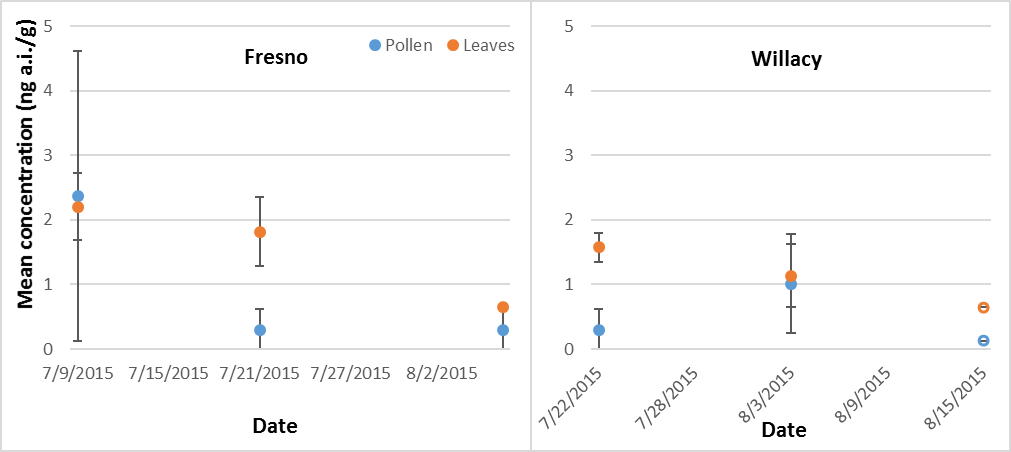 Mean concentration (ng a.i./g)
5
4
3
2
1
0
Fresno
Pollen Leaves
7/9/2015 7/15/2015 7/21/2015 7/27/2015 8/2/2015
Date
5
4
3
2
1
0
Willacy
7/22/2015 7/28/2015 8/3/2015 8/9/2015 8/15/2015
Date